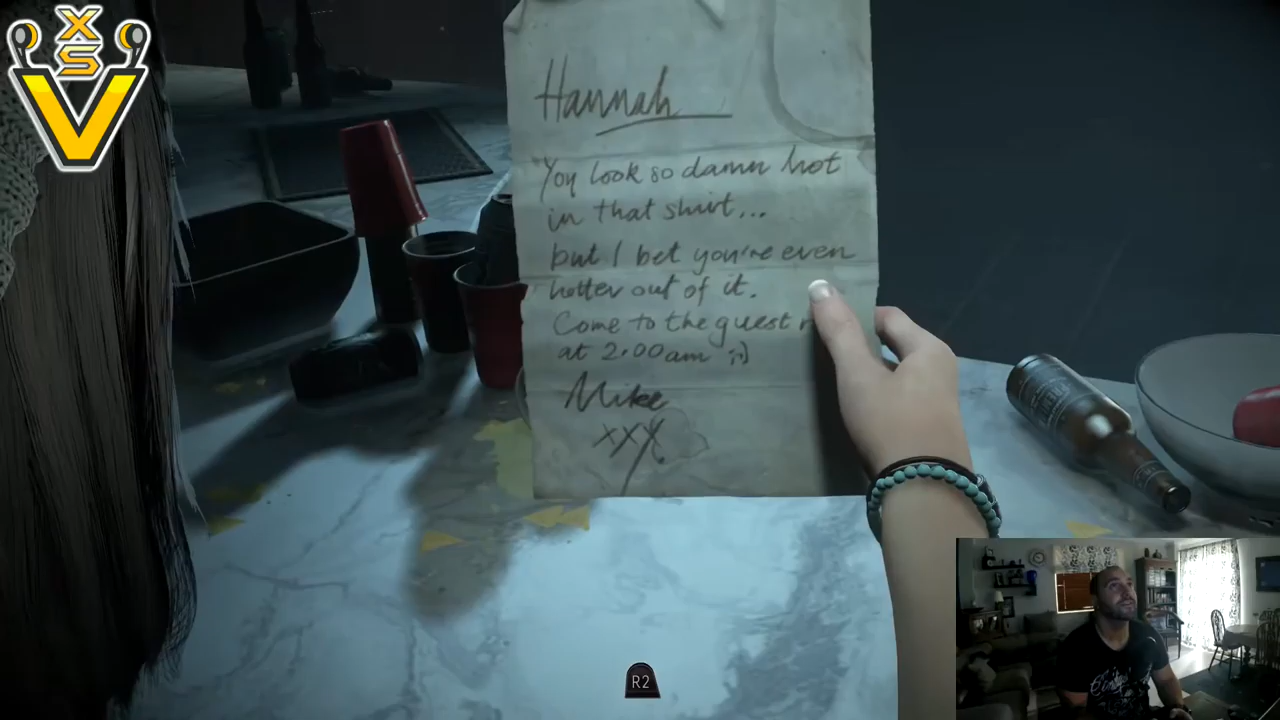 XS
V
Hannah
You look so damn hot
in that shirt...
but I bet you're even
hotter out of it.
Come to the guest
at 2:00am ;)
Mike
xxx
R2